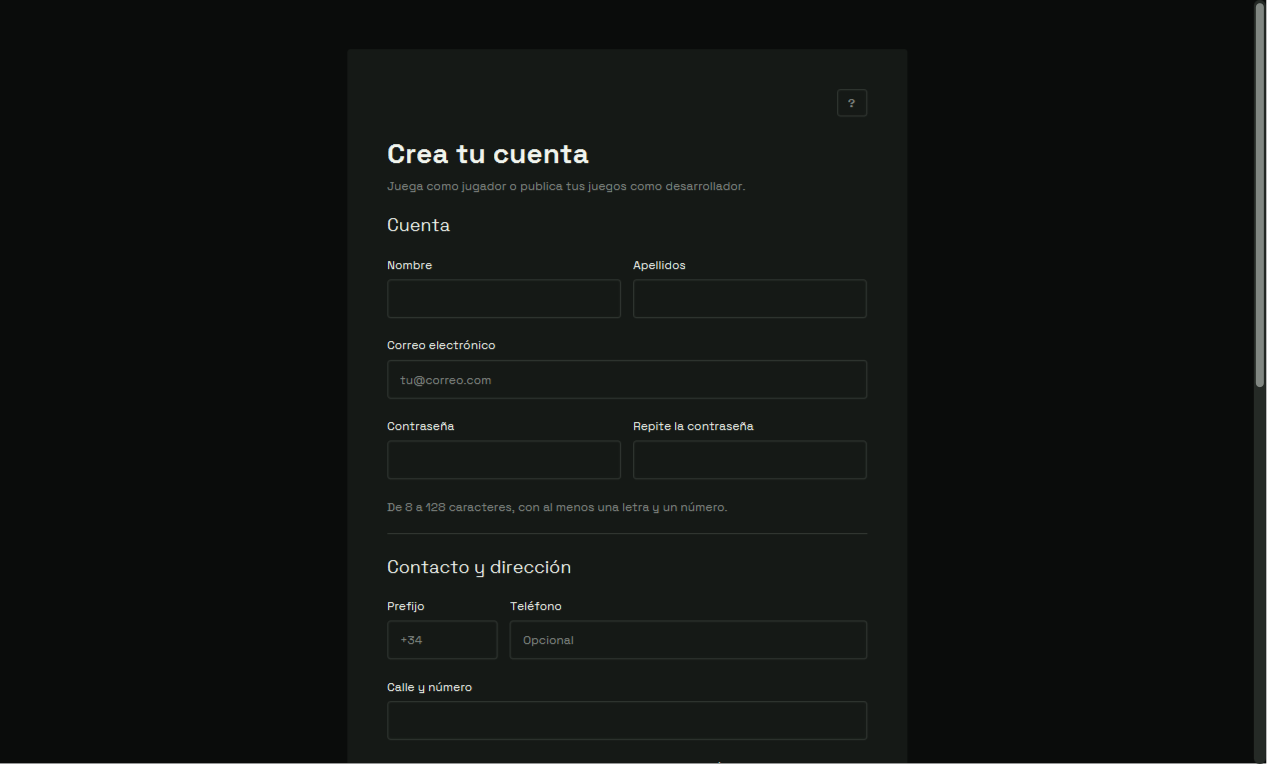 ?
Crea tu cuenta
Juega como jugador o publica tus juegos como desarrollador.
Cuenta
Nombre Apellidos
Correo electrónico
tu@correo.com
Contraseña Repite la contraseña
De 8 a 128 caracteres, con al menos una letra y un número.
Contacto y dirección
Prefijo Teléfono
+34 Opcional
Calle y número